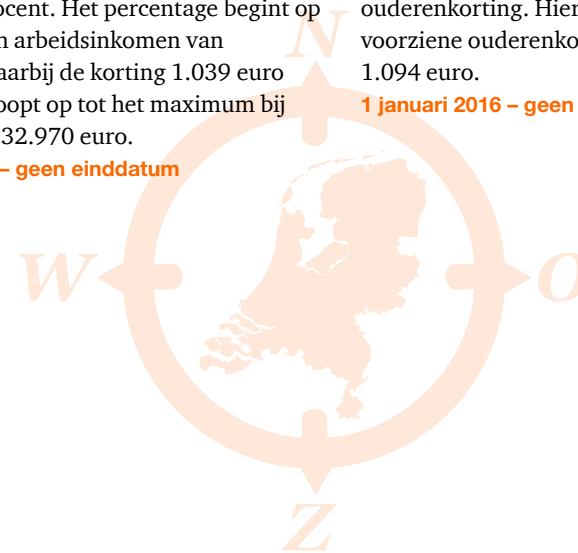 ocent. Het percentage begint op
n arbeidsinkomen van
aarbij de korting 1.039 euro
oopt op tot het maximum bij
32.970 euro.
– geen einddatum
ouderenkorting. Hier
voorziene ouderenko
1.094 euro.
1 januari 2016 – geen
N
W
O
Z